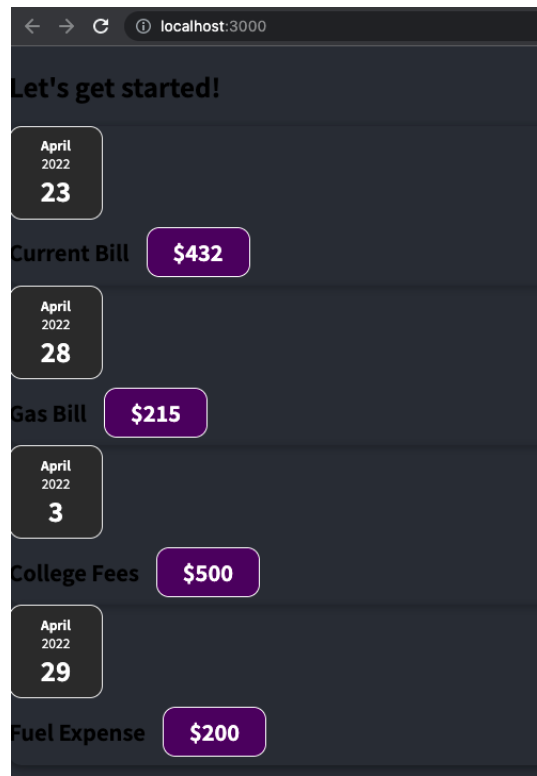 localhost:3000
Let's get started!
April
2022
23
Current Bill $432
April
2022
28
Gas Bill $215
April
2022
3
College Fees $500
April
2022
29
Fuel Expense $200